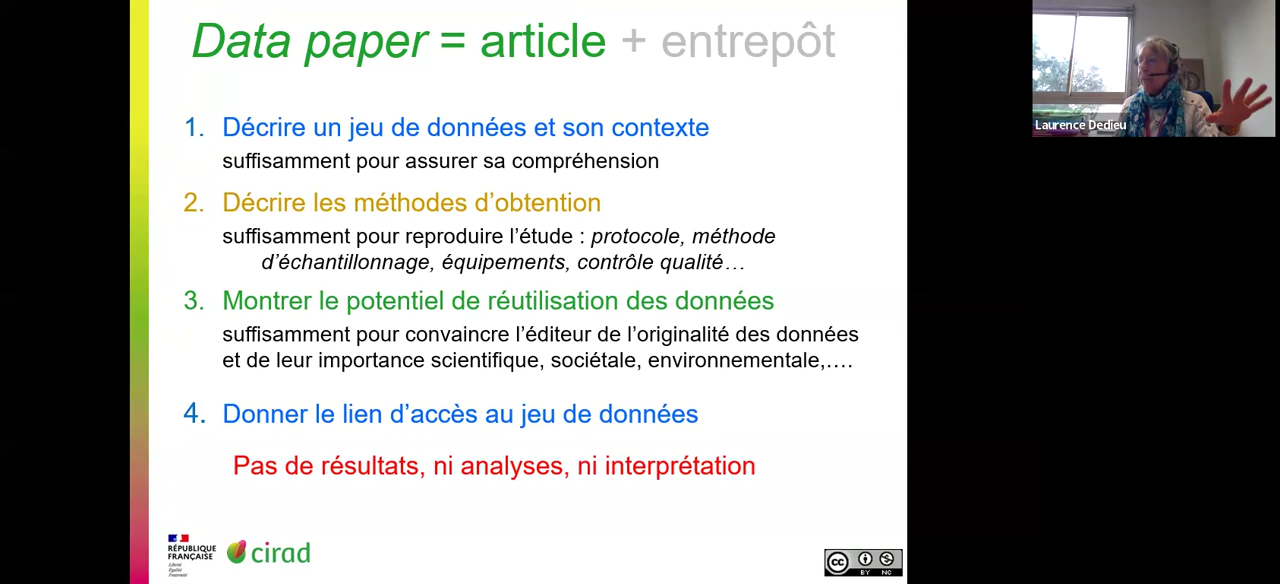 Data paper = article + entrepôt
Laurence Dedieu
1. Décrire un jeu de données et son contexte
suffisamment pour assurer sa compréhension
2. Décrire les méthodes d’obtention
suffisamment pour reproduire l’étude : protocole, méthode
d’échantillonnage, équipements, contrôle qualité…
3. Montrer le potentiel de réutilisation des données
suffisamment pour convaincre l’éditeur de l’originalité des données
et de leur importance scientifique, sociétale, environnementale,….
4. Donner le lien d’accès au jeu de données
Pas de résultats, ni analyses, ni interprétation
RÉPUBLIQUE
FRANÇAISE
Liberté
Égalité
Fraternité
cirad
cc
BY NC